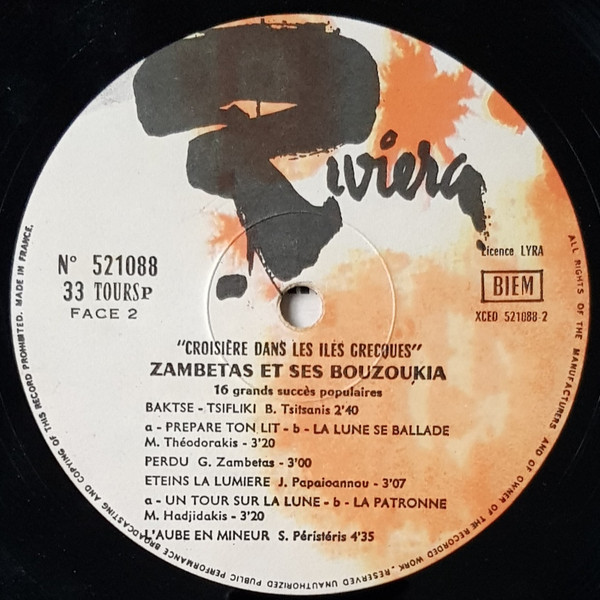 Riviera
Licence LYRA
N° 521088
33 TOURS P
FACE 2
BIEM
XCED 521088-2
"CROISIÈRE DANS LES ILÉS GRECQUES"
ZAMBETAS ET SES BOUZOUKIA
16 grands succès populaires
BAKTSE - TSIFLIKI B. Tsitsanis 2'40
a - PREPARE TON LIT - b - LA LUNE SE BALLADE
M. Théodorakis - 3'20
PERDU G. Zambetas - 3'00
ETEINS LA LUMIERE J. Papaioannou - 3'07
a - UN TOUR SUR LA LUNE - b - LA PATRONNE
M. Hadjidakis - 3'20
L'AUBE EN MINEUR S. Péristéris 4'35
ALL RIGHTS OF THE MANUFACTURERS AND OF OWNER OF THE RECORDED WORK. RESERVED UNAUTHORIZED PUBLIC PERFORMANCE BROADCASTING AND COPYING OF THIS RECORD PROHIBITED. MADE IN FRANCE.